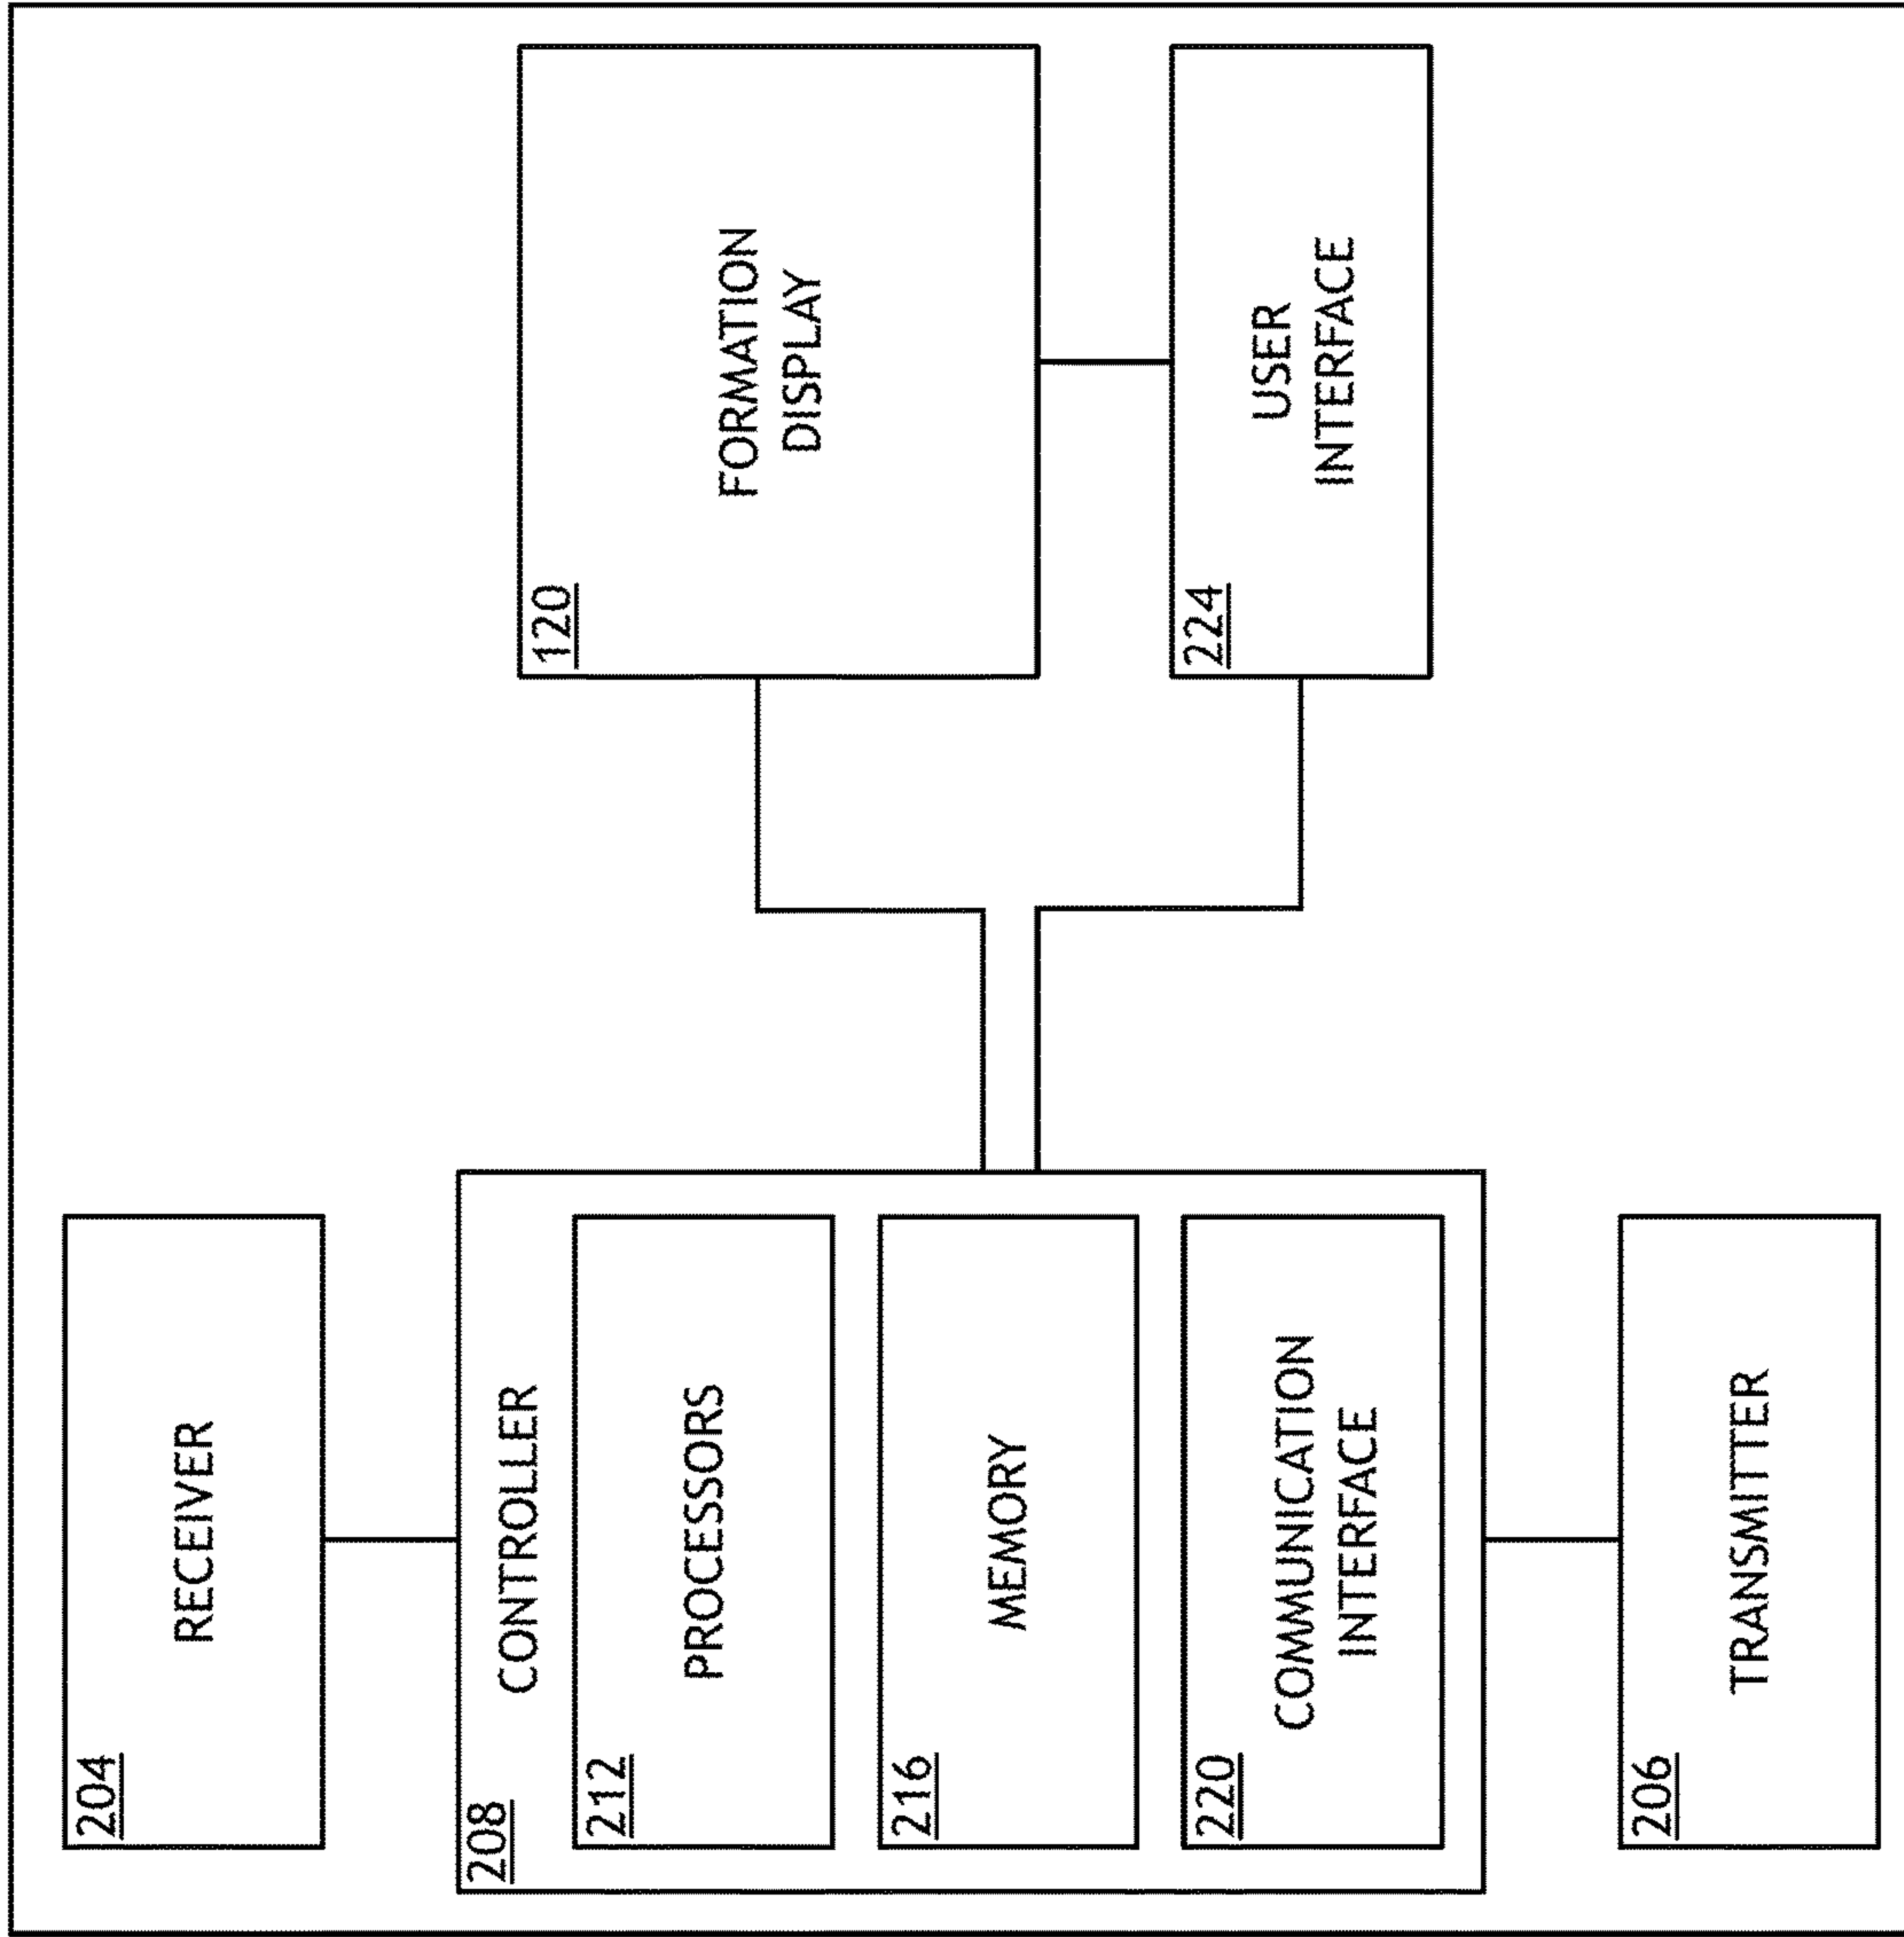 204
RECEIVER
208
CONTROLLER
212
PROCESSORS
216
MEMORY
220
COMMUNICATION
INTERFACE
206
TRANSMITTER
120
FORMATION
DISPLAY
224
USER
INTERFACE